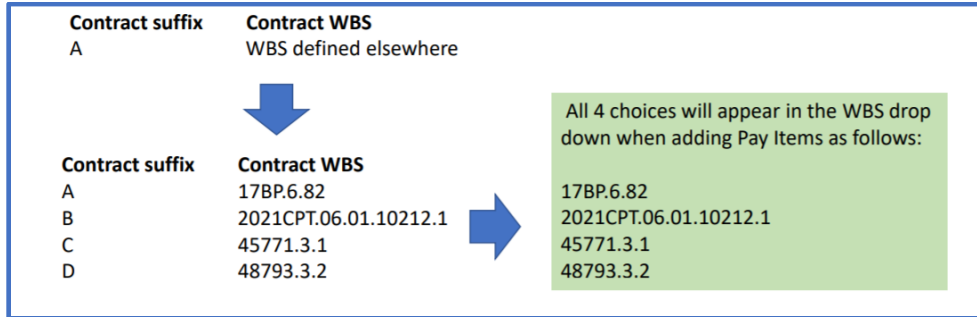 Contract suffix Contract WBS
A WBS defined elsewhere
Contract suffix Contract WBS
A 17BP.6.82
B 2021CPT.06.01.10212.1
C 45771.3.1
D 48793.3.2
All 4 choices will appear in the WBS drop
down when adding Pay Items as follows:
17BP.6.82
2021CPT.06.01.10212.1
45771.3.1
48793.3.2